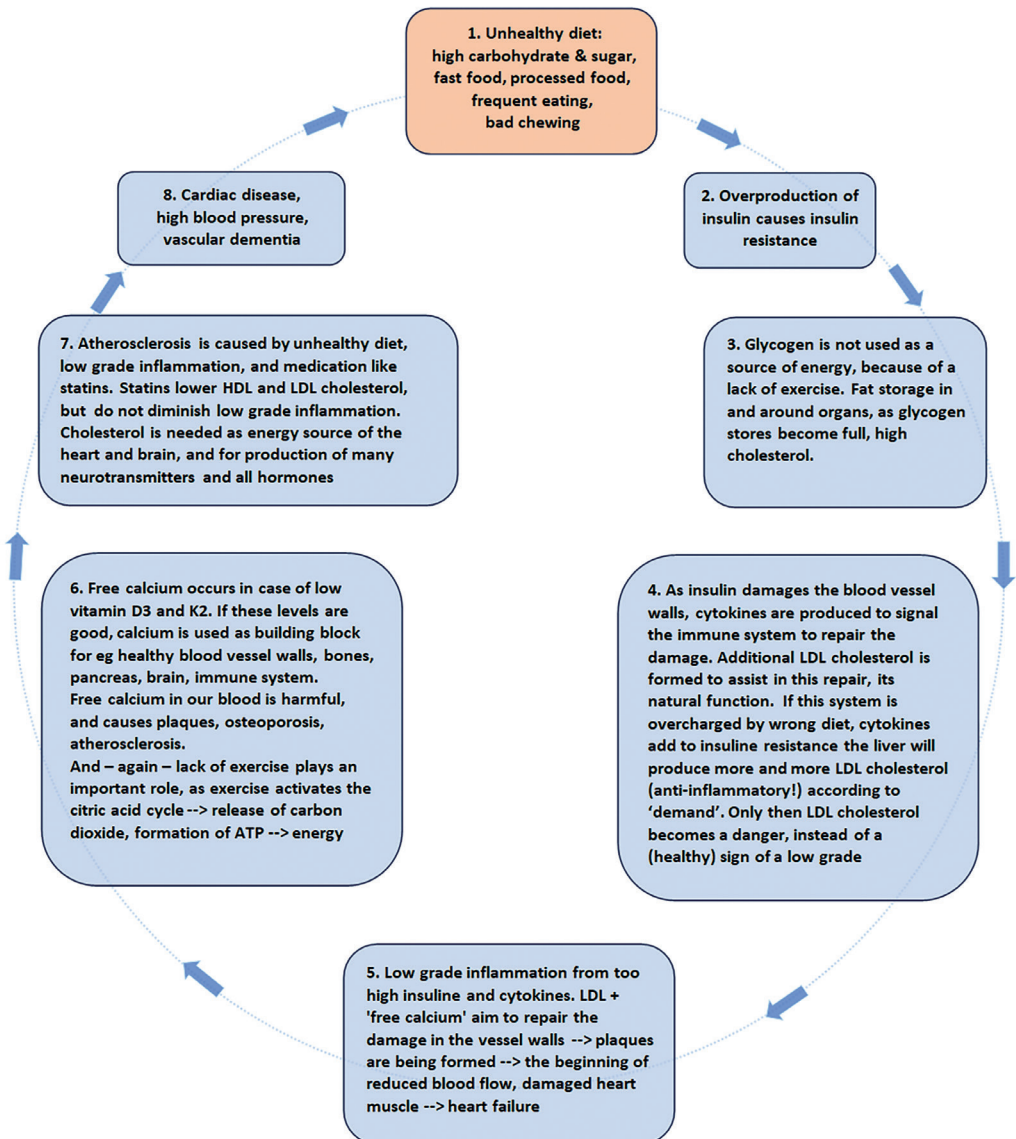 1. Unhealthy diet:
high carbohydrate & sugar,
fast food, processed food,
frequent eating,
bad chewing
2. Overproduction of
insulin causes insulin
resistance
3. Glycogen is not used as a
source of energy, because of a
lack of exercise. Fat storage in
and around organs, as glycogen
stores become full, high
cholesterol.
4. As insulin damages the blood vessel
walls, cytokines are produced to signal
the immune system to repair the
damage. Additional LDL cholesterol is
formed to assist in this repair, its
natural function.  If this system is
overcharged by wrong diet, cytokines
add to insuline resistance the liver will
produce more and more LDL cholesterol
(anti-inflammatory!) according to
‘demand’. Only then LDL cholesterol
becomes a danger, instead of a
(healthy) sign of a low grade
5. Low grade inflammation from too
high insuline and cytokines. LDL +
'free calcium' aim to repair the
damage in the vessel walls --> plaques
are being formed --> the beginning of
reduced blood flow, damaged heart
muscle --> heart failure
6. Free calcium occurs in case of low
vitamin D3 and K2. If these levels are
good, calcium is used as building block
for eg healthy blood vessel walls, bones,
pancreas, brain, immune system.
Free calcium in our blood is harmful,
and causes plaques, osteoporosis,
atherosclerosis.
And – again – lack of exercise plays an
important role, as exercise activates the
citric acid cycle --> release of carbon
dioxide, formation of ATP --> energy
7. Atherosclerosis is caused by unhealthy diet,
low grade inflammation, and medication like
statins. Statins lower HDL and LDL cholesterol,
but do not diminish low grade inflammation.
Cholesterol is needed as energy source of the
heart and brain, and for production of many
neurotransmitters and all hormones
8. Cardiac disease,
high blood pressure,
vascular dementia